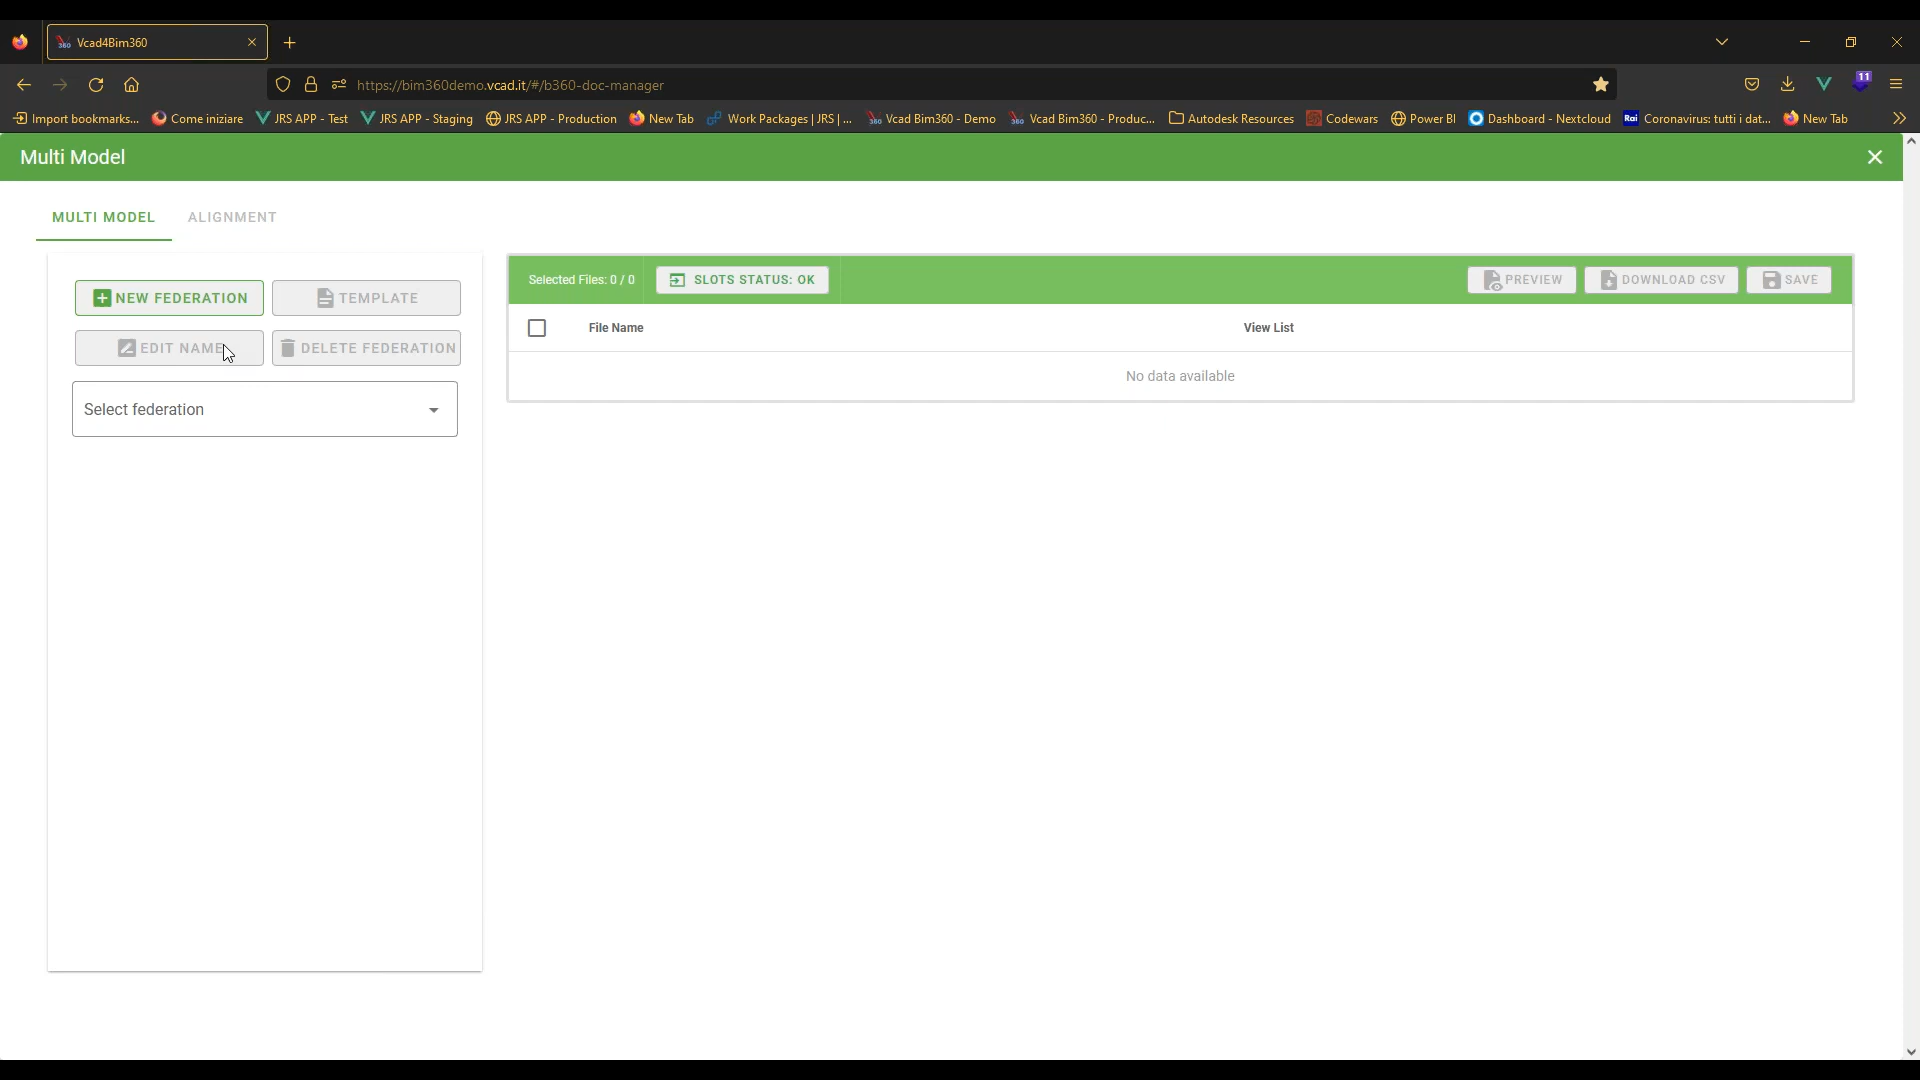 Vcad4Bim360
https://bim360demo.vcad.it/#/b360-doc-manager
11
Import bookmarks... Come iniziare JRS APP - Test JRS APP - Staging JRS APP - Production New Tab Work Packages | JRS | ... Vcad Bim360 - Demo Vcad Bim360 - Produc... Autodesk Resources Codewars Power BI Dashboard - Nextcloud Rai Coronavirus: tutti i dat... New Tab
Multi Model
MULTI MODEL ALIGNMENT
NEW FEDERATION TEMPLATE
EDIT NAME DELETE FEDERATION
Select federation
Selected Files: 0 / 0 SLOTS STATUS: OK PREVIEW DOWNLOAD CSV SAVE
File Name View List
No data available